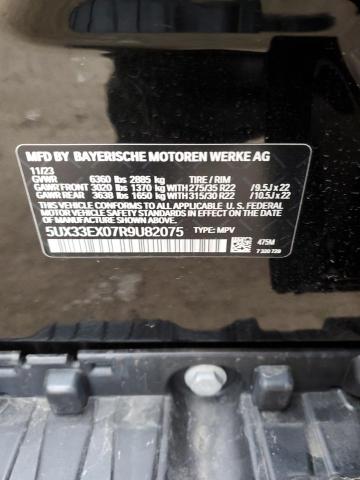 MFD BY BAYERISCHE MOTOREN WERKE AG
11/23
GVWR 6360 lbs 2885 kg TIRE / RIM
GAWR FRONT 3020 lbs 1370 kg WITH 275/35 R22 / 9.5J x 22
GAWR REAR 3638 lbs 1650 kg WITH 315/30 R22 / 10.5J x 22
THIS VEHICLE CONFORMS TO ALL APPLICABLE U. S. FEDERAL
MOTOR VEHICLE SAFETY STANDARDS IN EFFECT ON THE DATE
OF MANUFACTURE SHOWN ABOVE.
5UX33EX07R9U82075 TYPE: MPV
475M
7 320 729